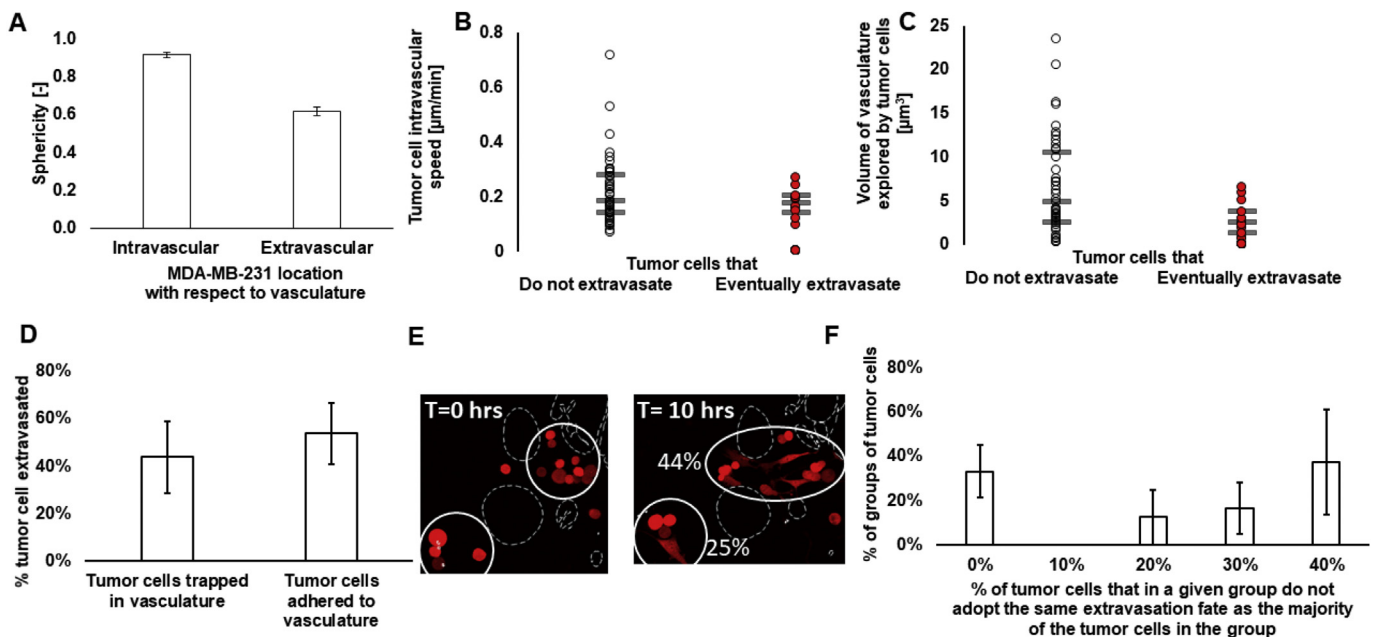 A
Sphericity [-]
1.0
0.8
0.6
0.4
0.2
0.0
Intravascular Extravascular
MDA-MB-231 location
with respect to vasculature
B
Tumor cell intravascular
speed [µm/min]
0.8
0.6
0.4
0.2
0
Tumor cells that
Do not extravasate Eventually extravasate
C
Volume of vasculature
explored by tumor cells
[µm³]
25
20
15
10
5
0
Tumor cells that
Do not extravasate Eventually extravasate
D
% tumor cell extravasated
80%
60%
40%
20%
0%
Tumor cells trapped
in vasculature
Tumor cells
adhered to
vasculature
E
T=0 hrs
T= 10 hrs
44%
25%
F
% of groups of tumor cells
80%
60%
40%
20%
0%
0% 10% 20% 30% 40%
% of tumor cells that in a given group do not
adopt the same extravasation fate as the majority
of the tumor cells in the group